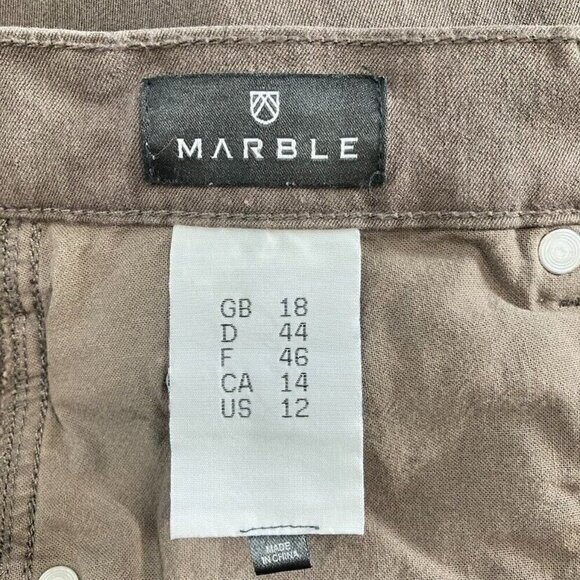 MARBLE
GB 18
D 44
F 46
CA 14
US 12
MADE
IN CHINA